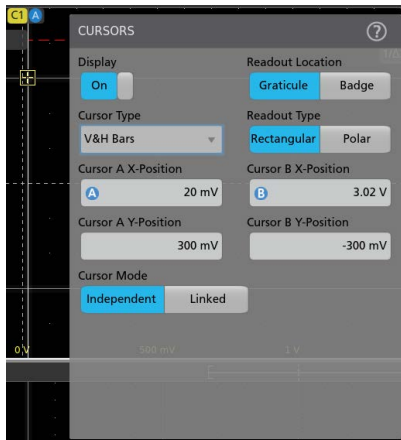 C1 A
CURSORS ?
Display Readout Location
On Graticule Badge
Cursor Type Readout Type
V&H Bars Rectangular Polar
Cursor A X-Position Cursor B X-Position
A 20 mV B 3.02 V
Cursor A Y-Position Cursor B Y-Position
300 mV -300 mV
Cursor Mode
Independent Linked
0 V 500 mV 1 V